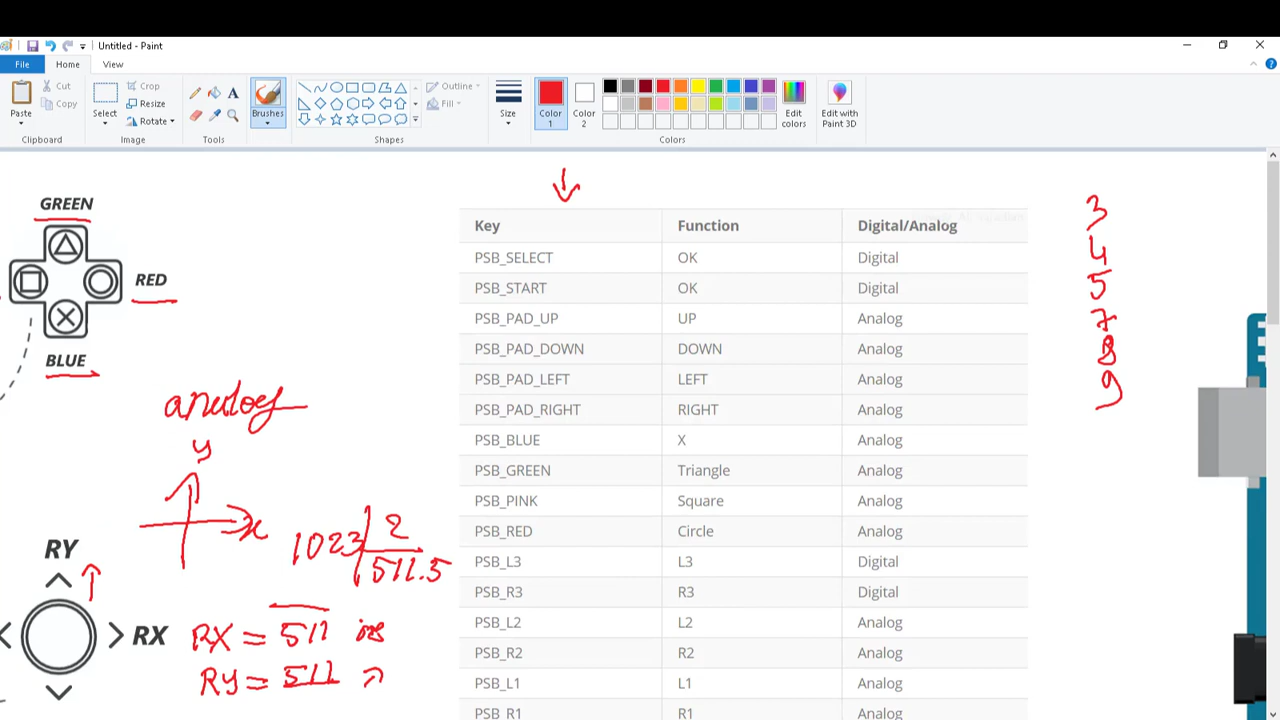 Untitled - Paint
File Home View
Paste
Cut
Copy
Clipboard
Select
Crop
Resize
Rotate
Image
Tools
Brushes
Shapes
Outline
Fill
Size
Color 1
Color 2
Edit colors
Edit with Paint 3D
Colors
GREEN
RED
BLUE
analog
y
x
1023 2
511.5
RY
RX
RX = 511
RY = 511
Key Function Digital/Analog
PSB_SELECT OK Digital
PSB_START OK Digital
PSB_PAD_UP UP Analog
PSB_PAD_DOWN DOWN Analog
PSB_PAD_LEFT LEFT Analog
PSB_PAD_RIGHT RIGHT Analog
PSB_BLUE X Analog
PSB_GREEN Triangle Analog
PSB_PINK Square Analog
PSB_RED Circle Analog
PSB_L3 L3 Digital
PSB_R3 R3 Digital
PSB_L2 L2 Analog
PSB_R2 R2 Analog
PSB_L1 L1 Analog
PSB_R1 R1 Analog
3
4
5
7
8
9